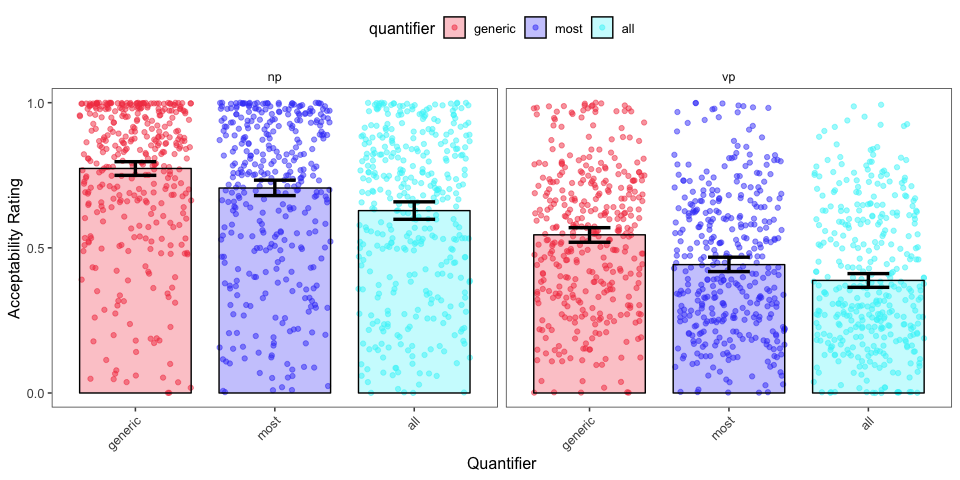 quantifier generic most all
np vp
1.0
0.5
0.0
Acceptability Rating
generic most all generic most all
Quantifier